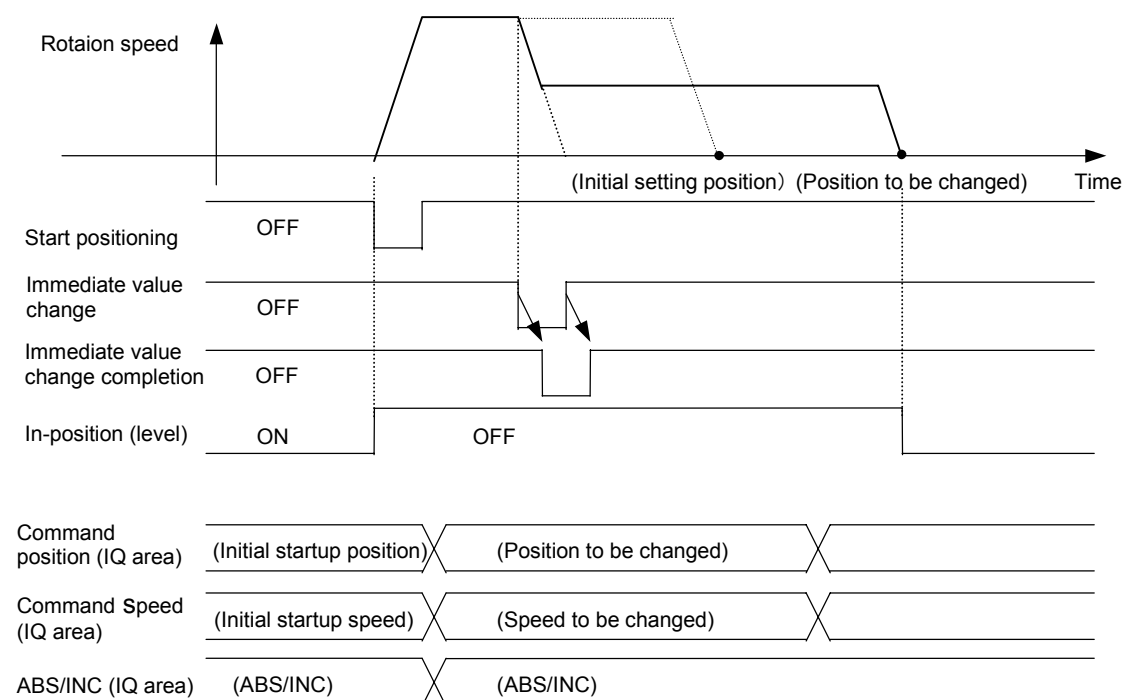 Rotaion speed
(Initial setting position) (Position to be changed) Time
Start positioning OFF
Immediate value
change OFF
Immediate value
change completion OFF
In-position (level) ON OFF
Command
position (IQ area) (Initial startup position) (Position to be changed)
Command speed
(IQ area) (Initial startup speed) (Speed to be changed)
ABS/INC (IQ area) (ABS/INC) (ABS/INC)